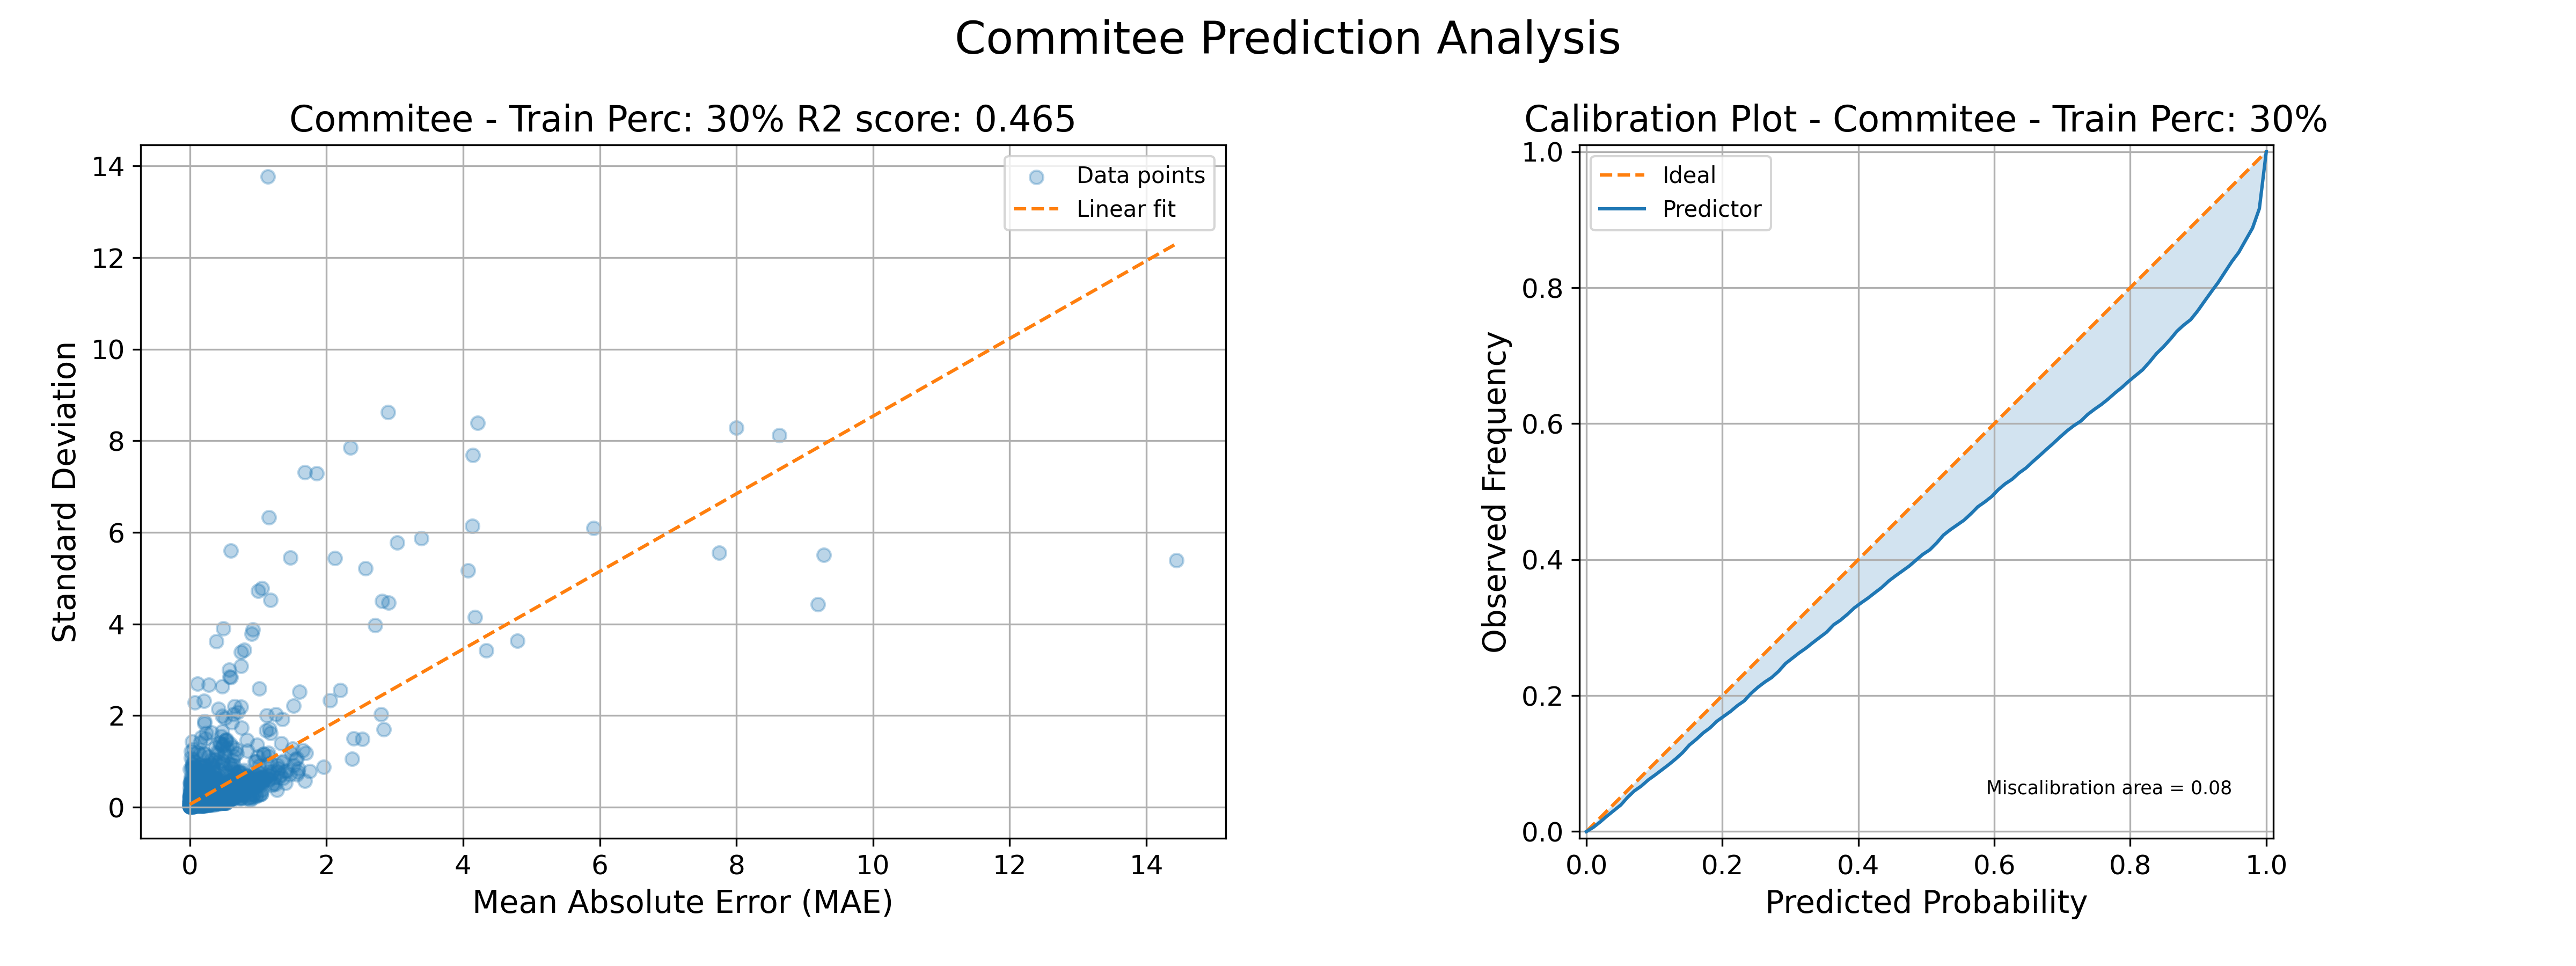 Commitee Prediction Analysis
Commitee - Train Perc: 30% R2 score: 0.465
Data points
Linear fit
Standard Deviation
14
12
10
8
6
4
2
0
0 2 4 6 8 10 12 14
Mean Absolute Error (MAE)
Calibration Plot - Commitee - Train Perc: 30%
Ideal
Predictor
Observed Frequency
1.0
0.8
0.6
0.4
0.2
0.0
Miscalibration area = 0.08
0.0 0.2 0.4 0.6 0.8 1.0
Predicted Probability